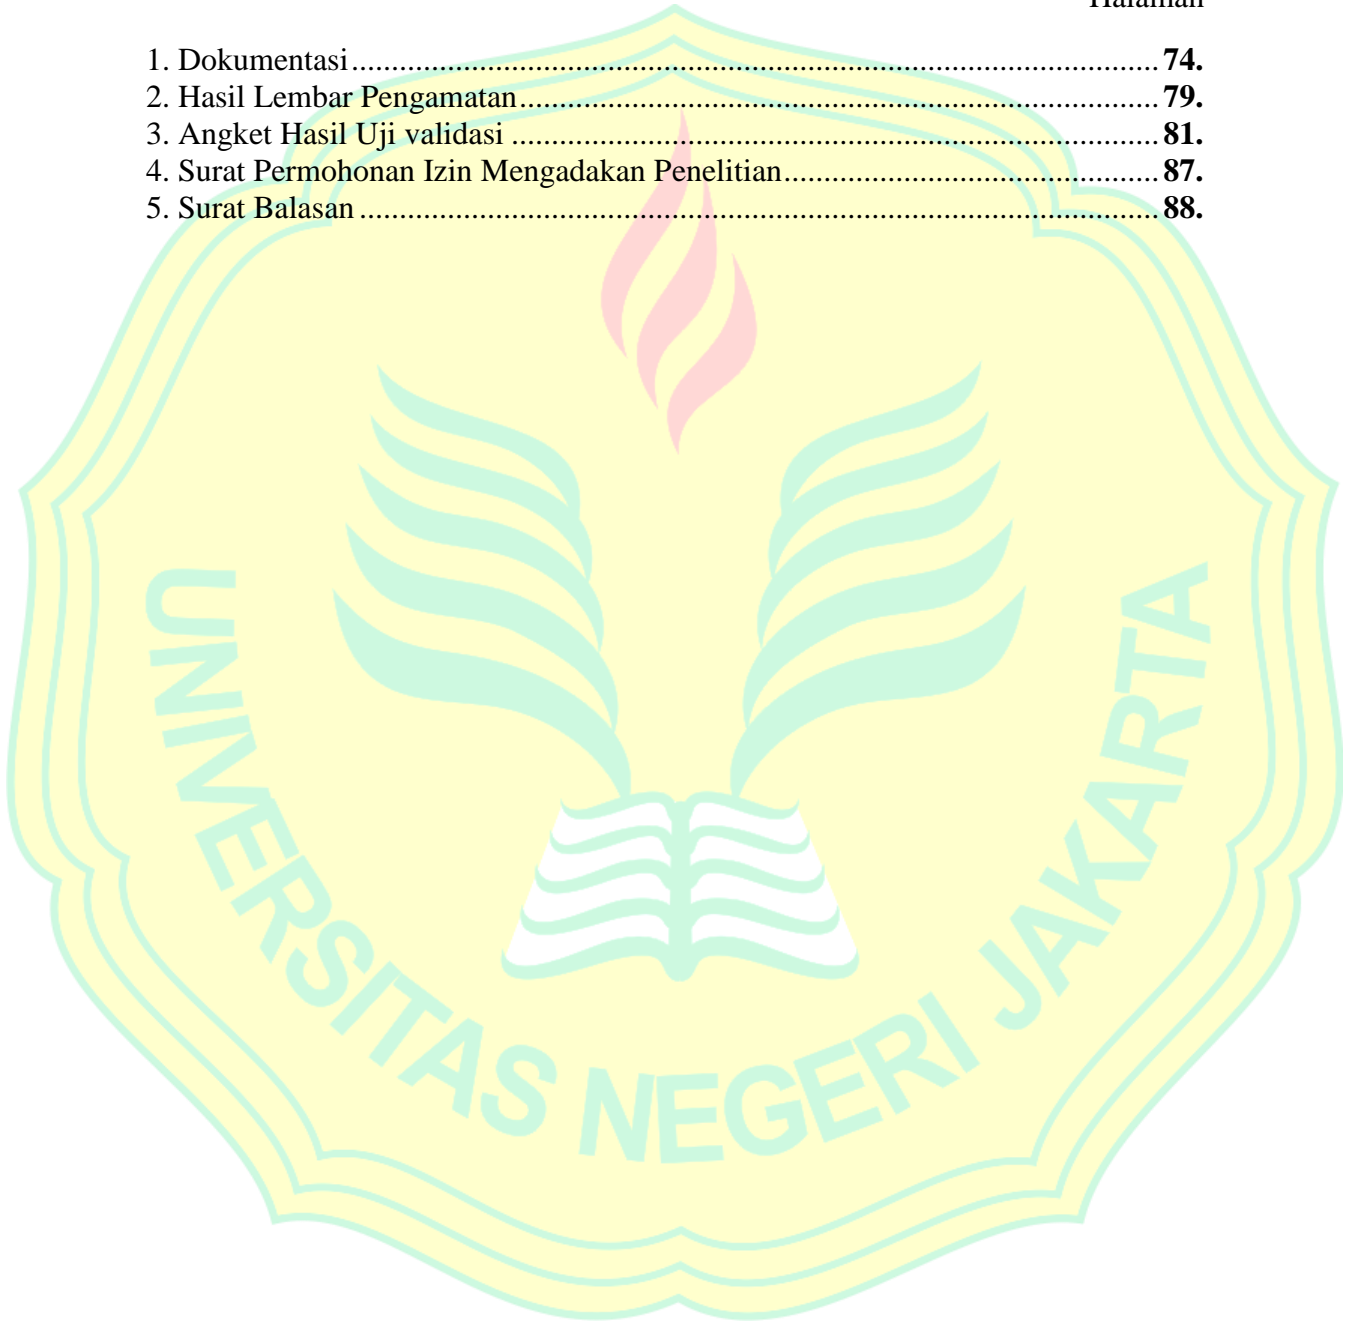 Halaman
1. Dokumentasi........................................................................................ 74.
2. Hasil Lembar Pengamatan..................................................................... 79.
3. Angket Hasil Uji validasi ...................................................................... 81.
4. Surat Permohonan Izin Mengadakan Penelitian......................................... 87.
5. Surat Balasan ...................................................................................... 88.
UNIVERSITAS NEGERI JAKARTA